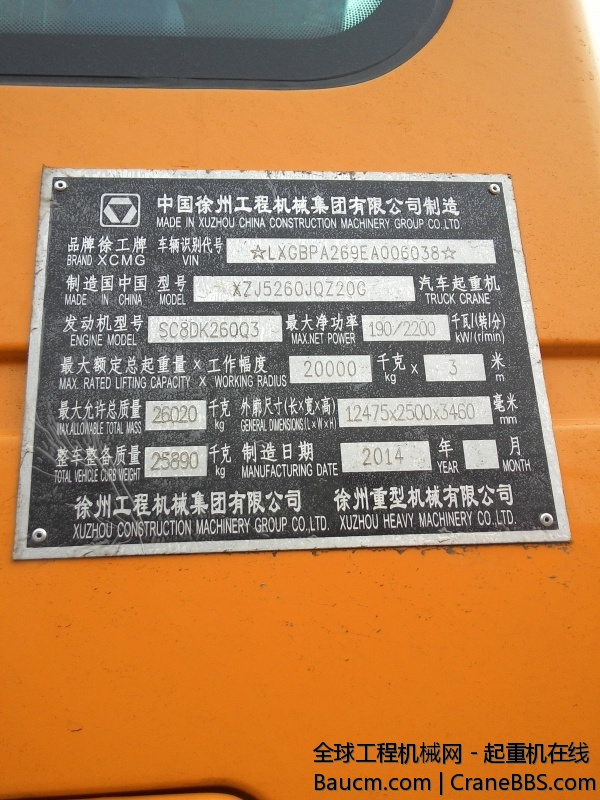 中国徐州工程机械集团有限公司制造
MADE IN XUZHOU CHINA CONSTRUCTION MACHINERY GROUP CO.LTD.
品牌徐工牌 车辆识别代号 ☆LXGBPA269EA006038☆
BRAND XCMG VIN
制造国中国 型号 XZJ5260JQZ20G 汽车起重机
MADE IN CHINA MODEL TRUCK CRANE
发动机型号 SC8DK260Q3 最大净功率 190/2200 千瓦/(转/分)
ENGINE MODEL MAX.NET POWER kW/(r/min)
最大额定总起重量 × 工作幅度 20000 千克 × 3 米
MAX. RATED LIFTING CAPACITY × WORKING RADIUS kg m
最大允许总质量 26020 千克 外廓尺寸(长×宽×高) 12475x2500x3460 毫米
MAX.ALLOWABLE TOTAL MASS kg GENERAL DIMENSIONS (L×W×H) mm
整车整备质量 25890 千克 制造日期 2014 年 月
TOTAL VEHICLE CURB WEIGHT kg MANUFACTURING DATE YEAR MONTH
徐州工程机械集团有限公司 徐州重型机械有限公司
XUZHOU CONSTRUCTION MACHINERY GROUP CO.LTD. XUZHOU HEAVY MACHINERY CO.LTD.
全球工程机械网 - 起重机在线
Baucm.com | CraneBBS.com